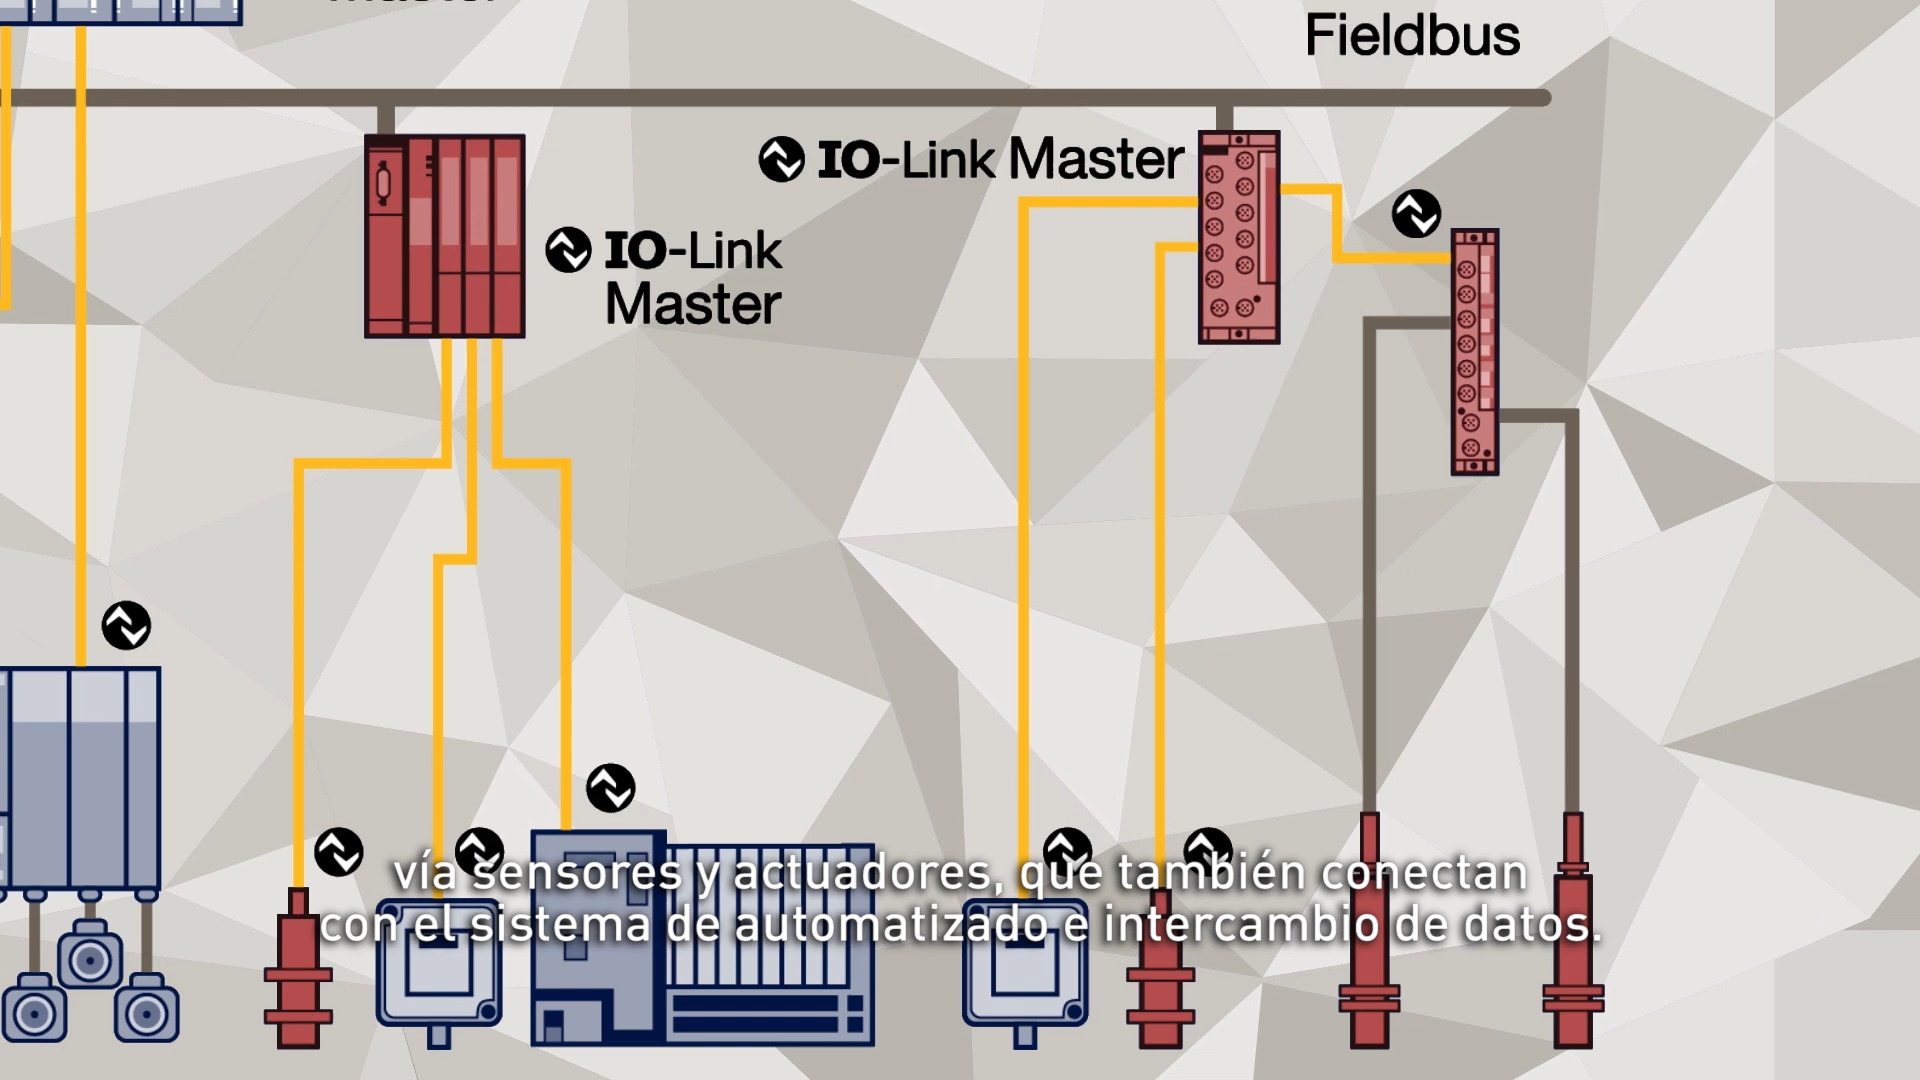 Fieldbus
IO-Link Master
IO-Link
Master
vía sensores y actuadores, que también conectan
con el sistema de automatizado e intercambio de datos.